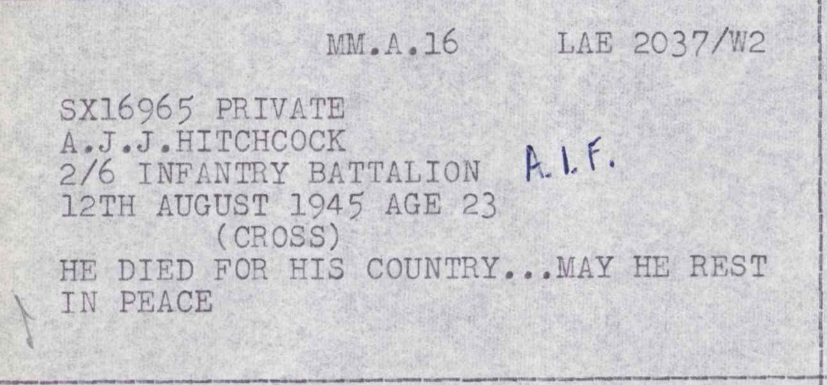 MM.A.16 LAE 2037/W2
SX16965 PRIVATE
A.J.J.HITCHCOCK
2/6 INFANTRY BATTALION A.I.F.
12TH AUGUST 1945 AGE 23
(CROSS)
HE DIED FOR HIS COUNTRY...MAY HE REST
IN PEACE